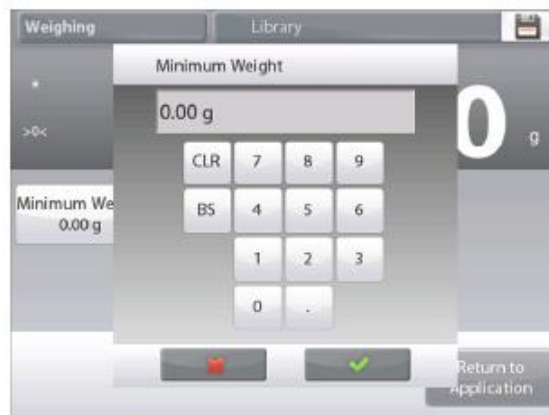 Weighing
Library
Minimum Weight
0.00 g
>0<
0
g
CLR 7 8 9
Minimum We
0.00 g
BS 4 5 6
1 2 3
0 .
Return to
Application